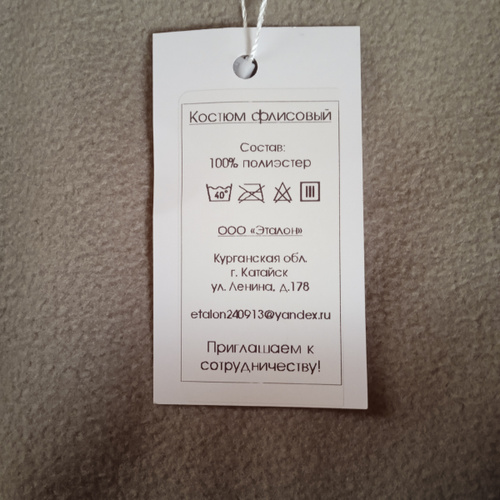 Костюм флисовый
Состав:
100% полиэстер
40°
ООО «Эталон»
Курганская обл.
г. Катайск
ул. Ленина, д.178
etalon240913@yandex.ru
Приглашаем к
сотрудничеству!